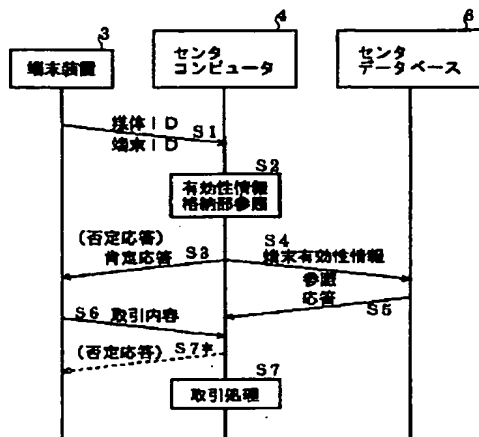 3
端末装置
4
センタ
コンピュータ
6
センタ
データベース
媒体ID
S1
端末ID
S2
有効性情報
格納部参照
(否定応答)
肯定応答
S3
S4
端末有効性情報
参照
応答
S5
S6 取引内容
(否定応答)
S7*
S7
取引処理